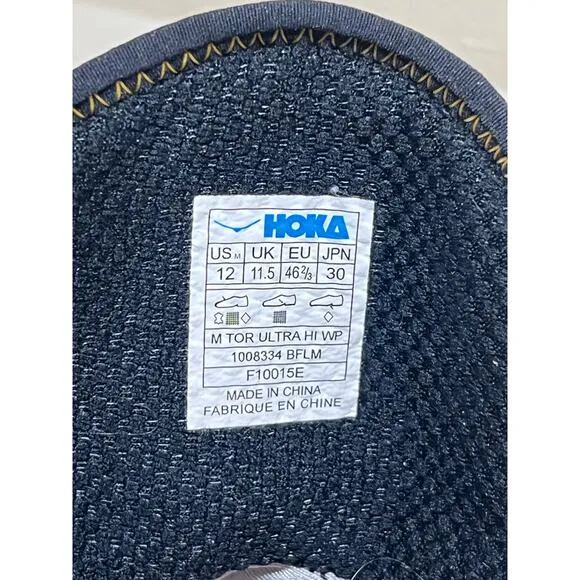 HOKA
US M UK EU JPN
12 11.5 46⅔ 30
M TOR ULTRA HI WP
1008334 BFLM
F10015E
MADE IN CHINA
FABRIQUE EN CHINE